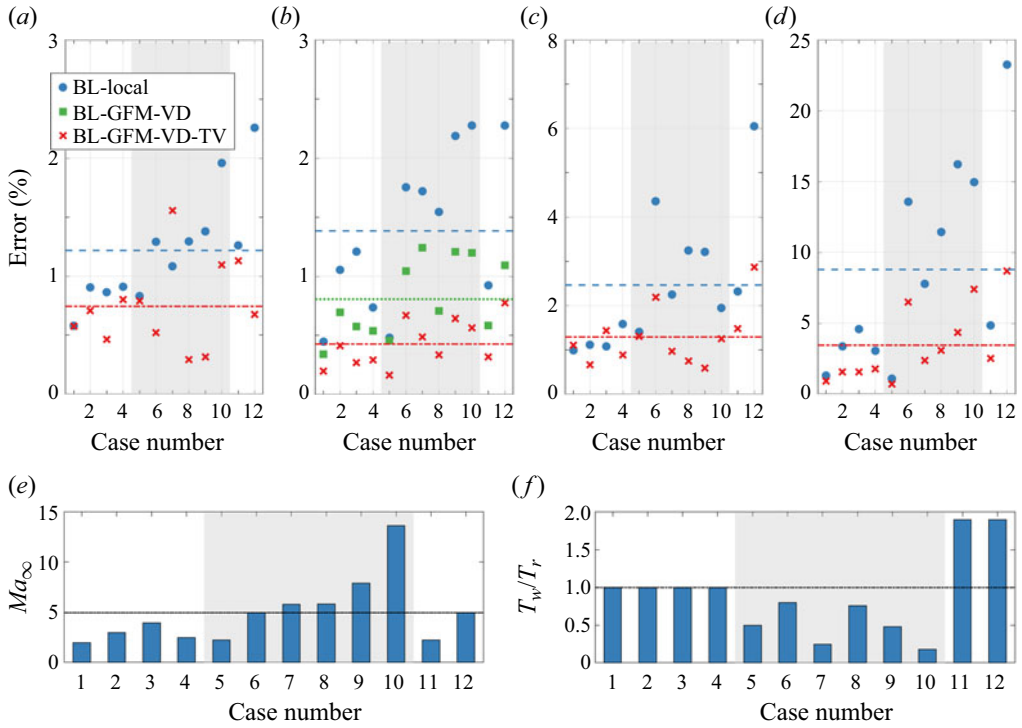 (a)
(b)
(c)
(d)
3
2
1
0
Error (%)
BL-local
BL-GFM-VD
BL-GFM-VD-TV
2 4 6 8 10 12
Case number
3
2
1
0
2 4 6 8 10 12
Case number
8
6
4
2
0
2 4 6 8 10 12
Case number
25
20
15
10
5
0
2 4 6 8 10 12
Case number
(e)
15
10
5
0
Ma∞
1 2 3 4 5 6 7 8 9 10 11 12
Case number
(f)
2.0
1.5
1.0
0.5
0
Tw/Tr
1 2 3 4 5 6 7 8 9 10 11 12
Case number